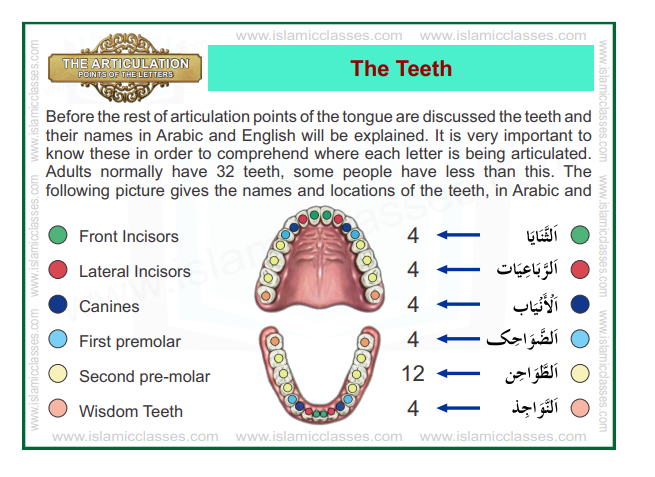 www.islamicclasses.com www.islamicclasses.com
THE ARTICULATION
POINTS OF THE LETTERS
The Teeth
Before the rest of articulation points of the tongue are discussed the teeth and
their names in Arabic and English will be explained. It is very important to
know these in order to comprehend where each letter is being articulated.
Adults normally have 32 teeth, some people have less than this. The
following picture gives the names and locations of the teeth, in Arabic and
Front Incisors 4 اَلثَّنَايَا
Lateral Incisors 4 اَلرَّبَاعِيَات
Canines 4 اَلْأَنْيَاب
First premolar 4 اَلضَّوَاحِک
Second pre-molar 12 اَلطَّوَاحِن
Wisdom Teeth 4 اَلنَّوَاجِذ
www.islamicclasses.com www.islamicclasses.com www.islamicclasses.com
www.islamicclasses.com www.islamicclasses.com www.islamicclasses.com
www.islamicclasses.com www.islamicclasses.com www.islamicclasses.com